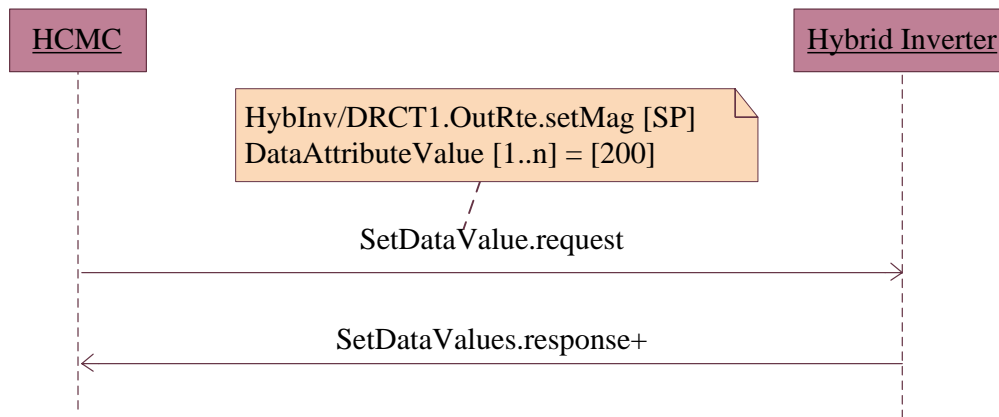 HCMC
Hybrid Inverter
HybInv/DRCT1.OutRte.setMag [SP]
DataAttributeValue [1..n] = [200]
SetDataValue.request
SetDataValues.response+